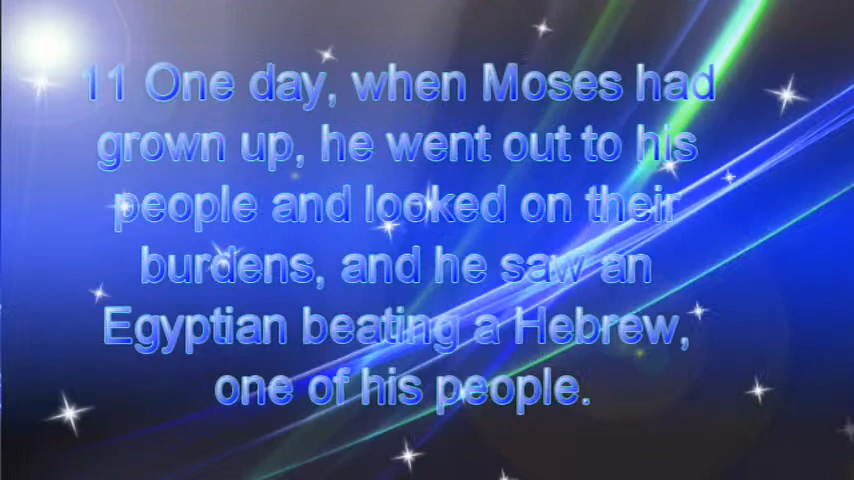 11 One day, when Moses had
grown up, he went out to his
people and looked on their
burdens, and he saw an
Egyptian beating a Hebrew,
one of his people.